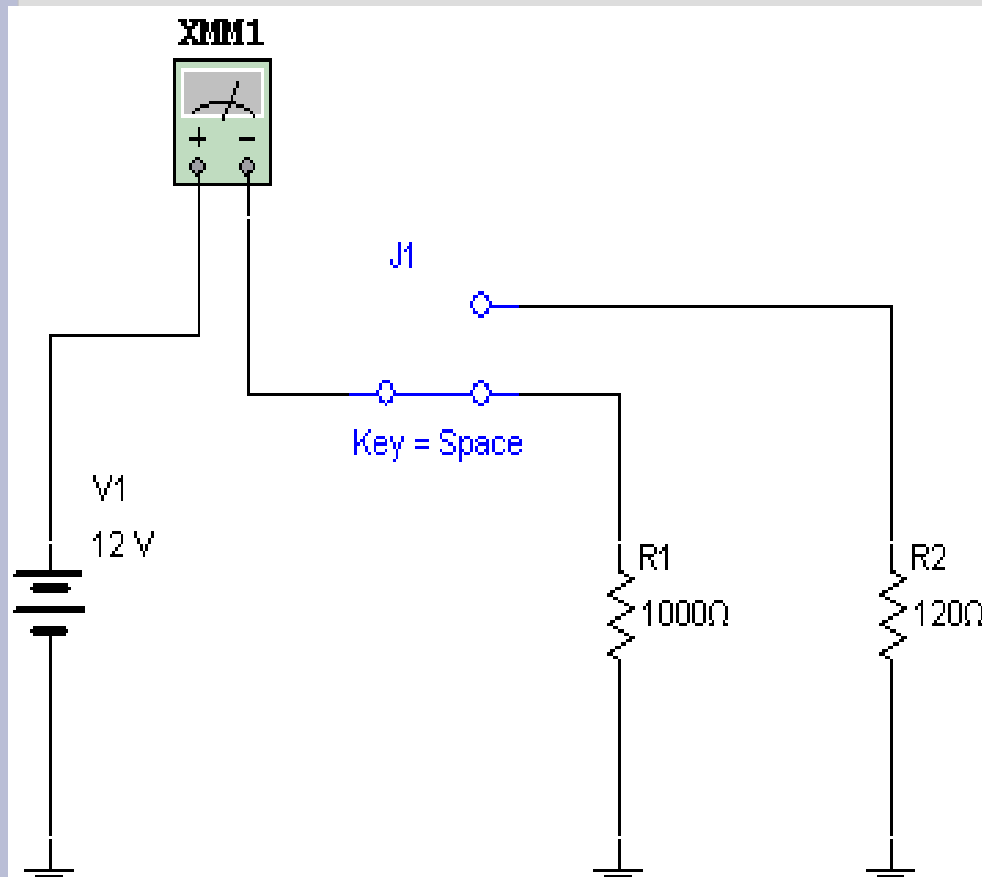 XMM1
+ −
J1
Key = Space
V1
12 V
R1
1000Ω
R2
120Ω